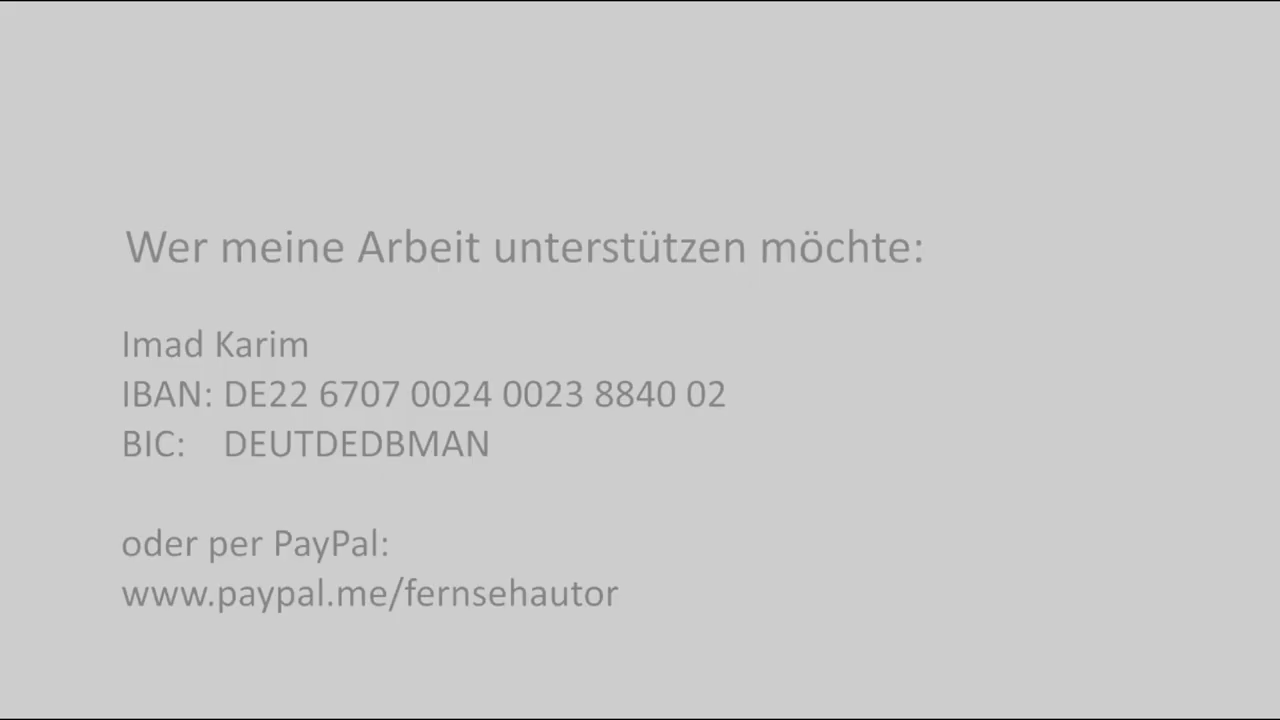 Wer meine Arbeit unterstützen möchte:
Imad Karim
IBAN: DE22 6707 0024 0023 8840 02
BIC: DEUTDEDBMAN
oder per PayPal:
www.paypal.me/fernsehautor